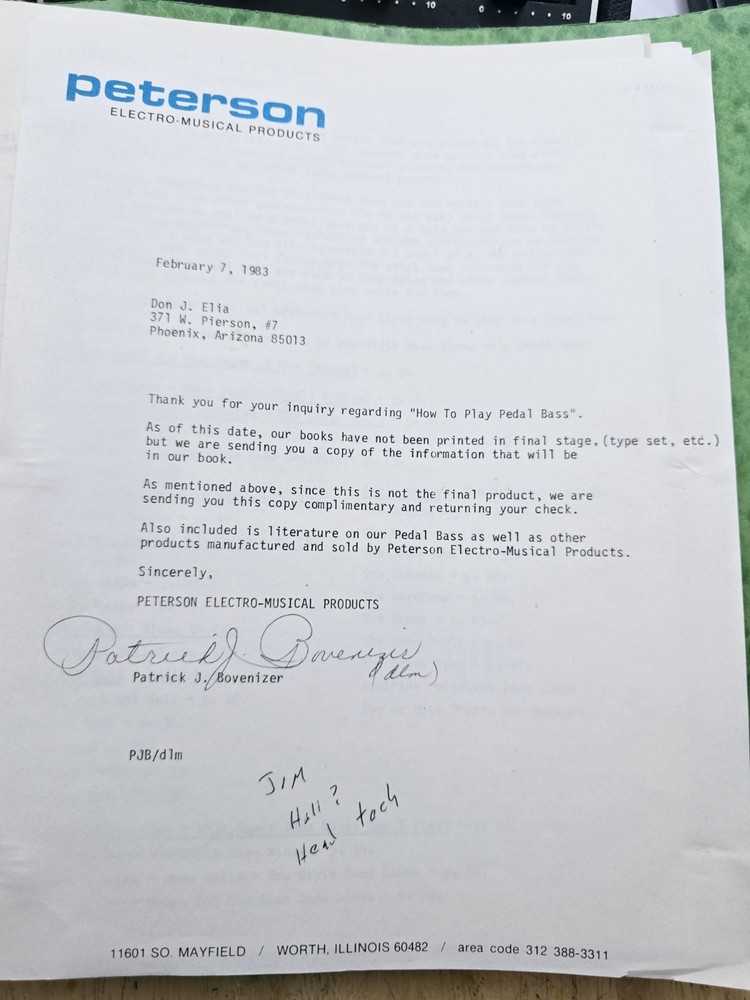 10 0 10
peterson
ELECTRO-MUSICAL PRODUCTS
February 7, 1983
Don J. Elia
371 W. Pierson, #7
Phoenix, Arizona 85013
Thank you for your inquiry regarding "How To Play Pedal Bass".
As of this date, our books have not been printed in final stage, (type set, etc.)
but we are sending you a copy of the information that will be
in our book.
As mentioned above, since this is not the final product, we are
sending you this copy complimentary and returning your check.
Also included is literature on our Pedal Bass as well as other
products manufactured and sold by Peterson Electro-Musical Products.
Sincerely,
PETERSON ELECTRO-MUSICAL PRODUCTS
Patrick J. Bovenizer
(dlm)
Patrick J. Bovenizer
PJB/dlm
JIM
Hall?
Head tech
11601 SO. MAYFIELD / WORTH, ILLINOIS 60482 / area code 312 388-3311